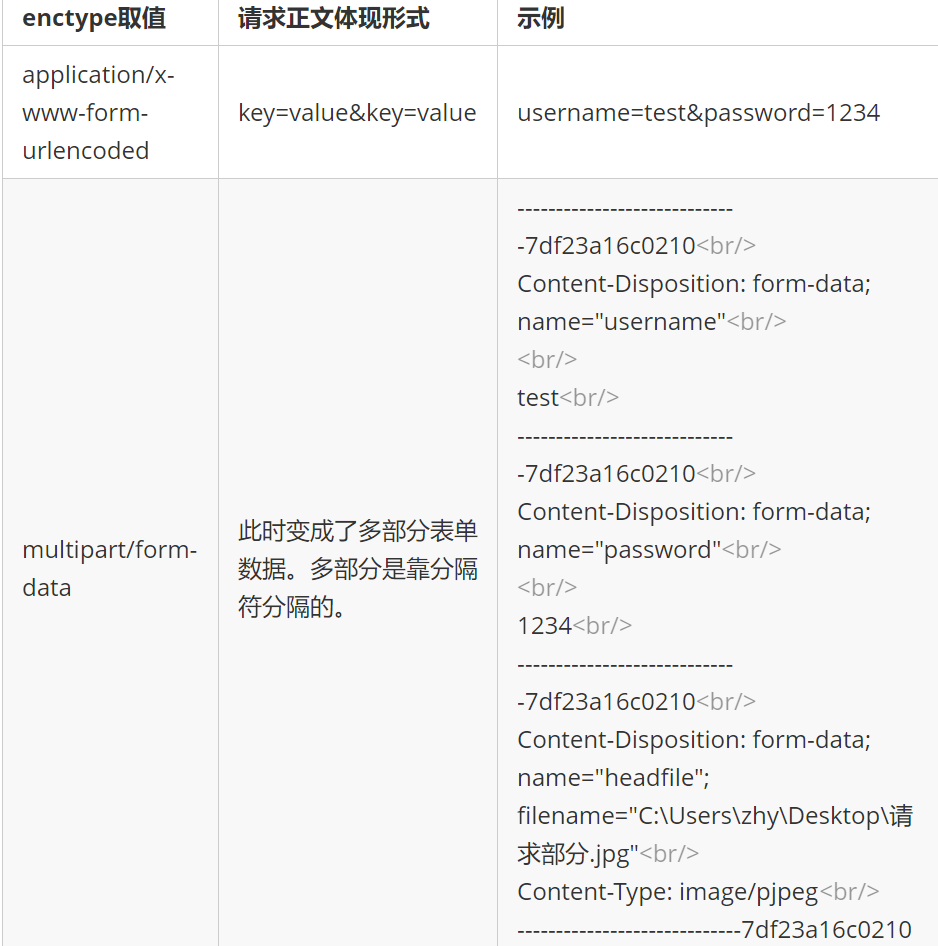 enctype取值 请求正文体现形式 示例
application/x-
www-form-
urlencoded
key=value&key=value
username=test&password=1234
multipart/form-
data
此时变成了多部分表单
数据。多部分是靠分隔
符分隔的。
----------------------------
-7df23a16c0210<br/>
Content-Disposition: form-data;
name="username"<br/>
<br/>
test<br/>
----------------------------
-7df23a16c0210<br/>
Content-Disposition: form-data;
name="password"<br/>
<br/>
1234<br/>
----------------------------
-7df23a16c0210<br/>
Content-Disposition: form-data;
name="headfile";
filename="C:\Users\zhy\Desktop\请
求部分.jpg"<br/>
Content-Type: image/pjpeg<br/>
-----------------------------7df23a16c0210